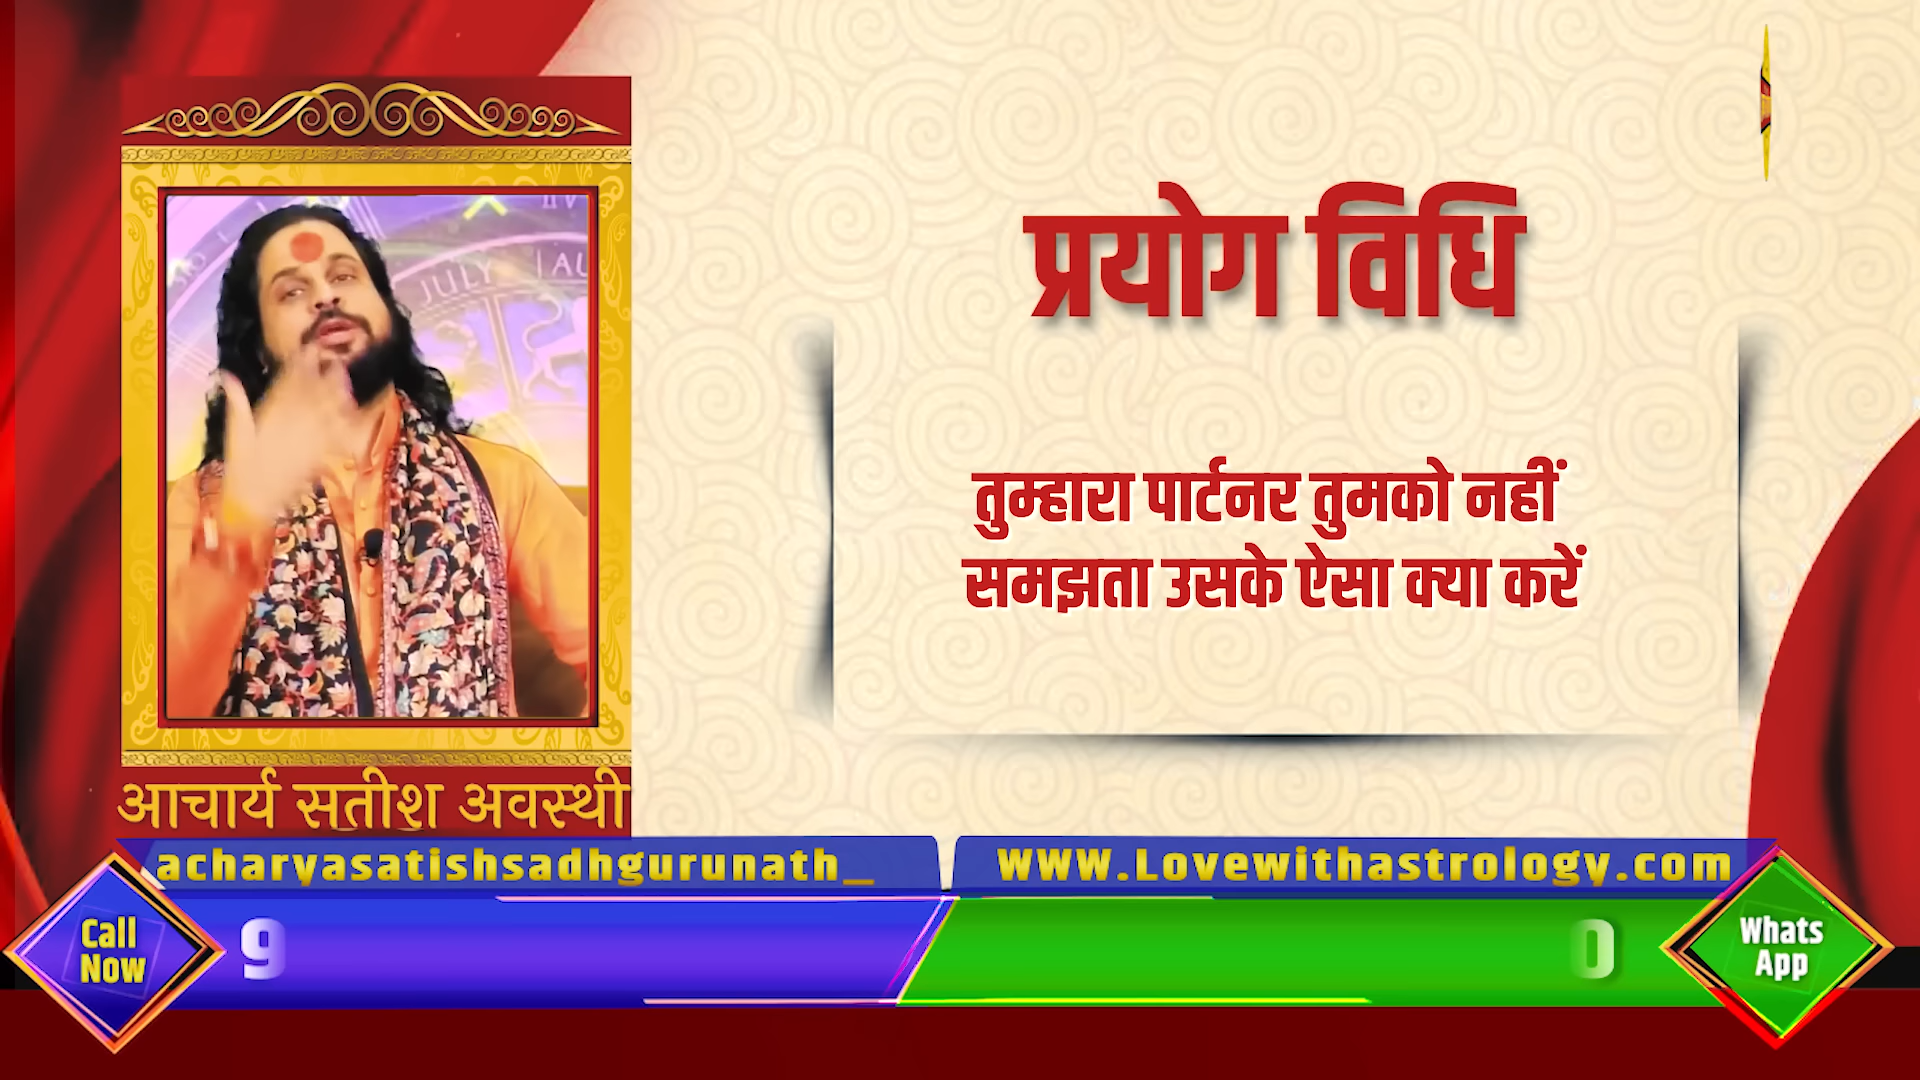 प्रयोग विधि
तुम्हारा पार्टनर तुमको नहीं
समझता उसके ऐसा क्या करें
JULY
आचार्य सतीश अवस्थी
acharyasatishsadhgurunath_
WWW.Lovewithastrology.com
Call
Now
9
0
Whats
App